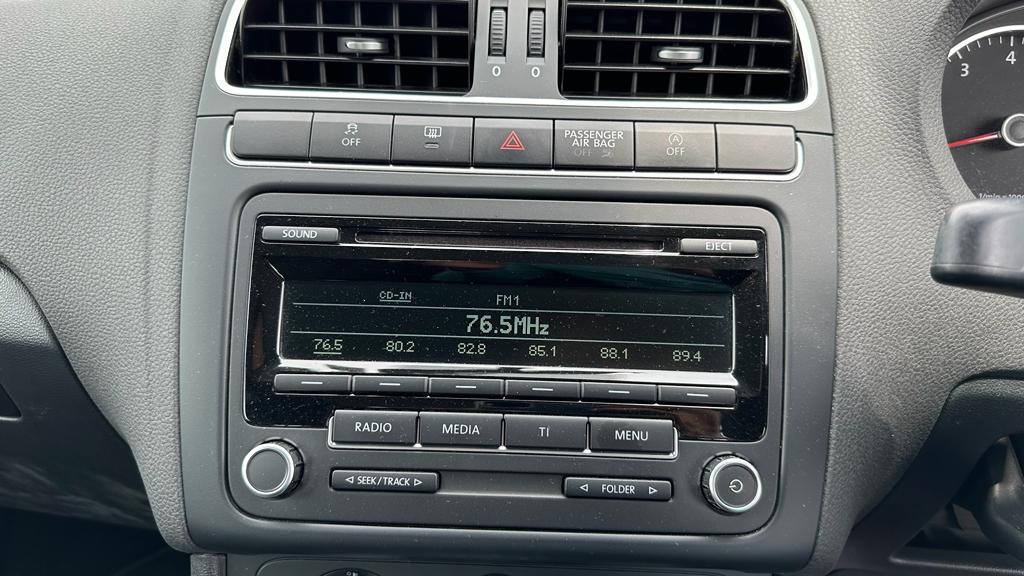 0 0
3 4
OFF
PASSENGER
AIR BAG
OFF
OFF
SOUND
EJECT
CD-IN FM1
76.5MHz
76.5 80.2 82.8 85.1 88.1 89.4
RADIO MEDIA TI MENU
SEEK/TRACK
FOLDER